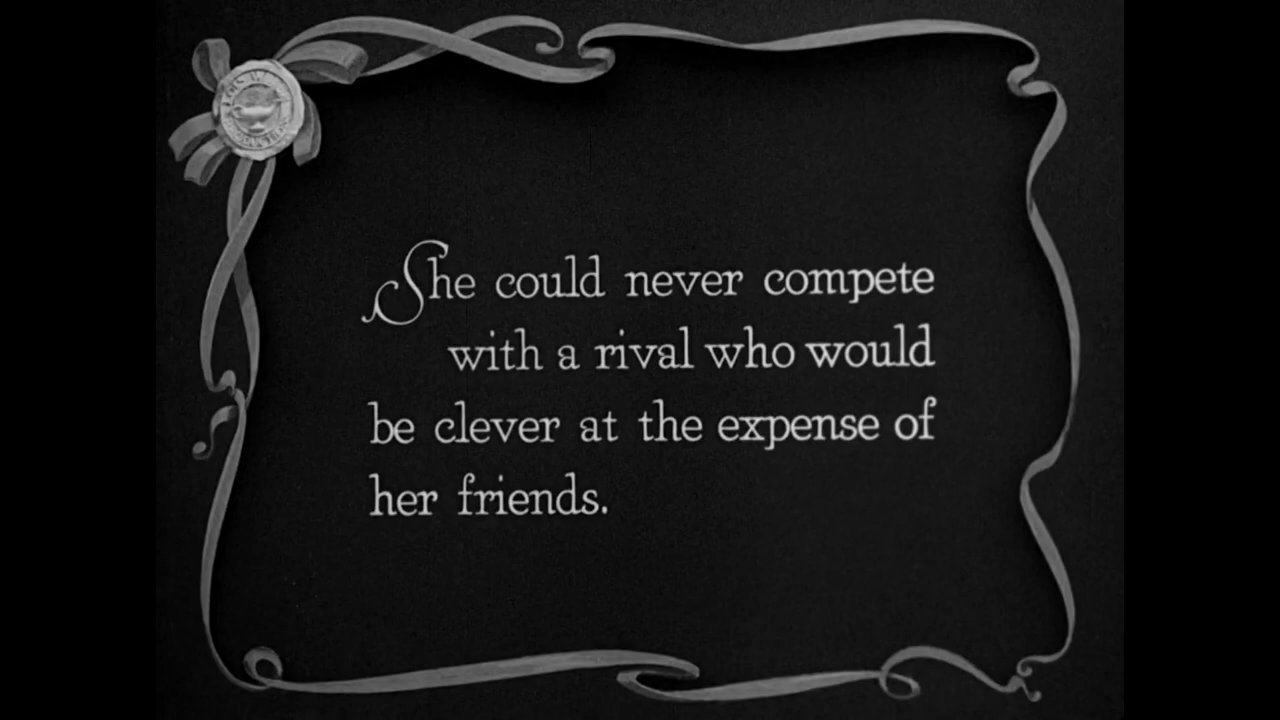 She could never compete
with a rival who would
be clever at the expense of
her friends.